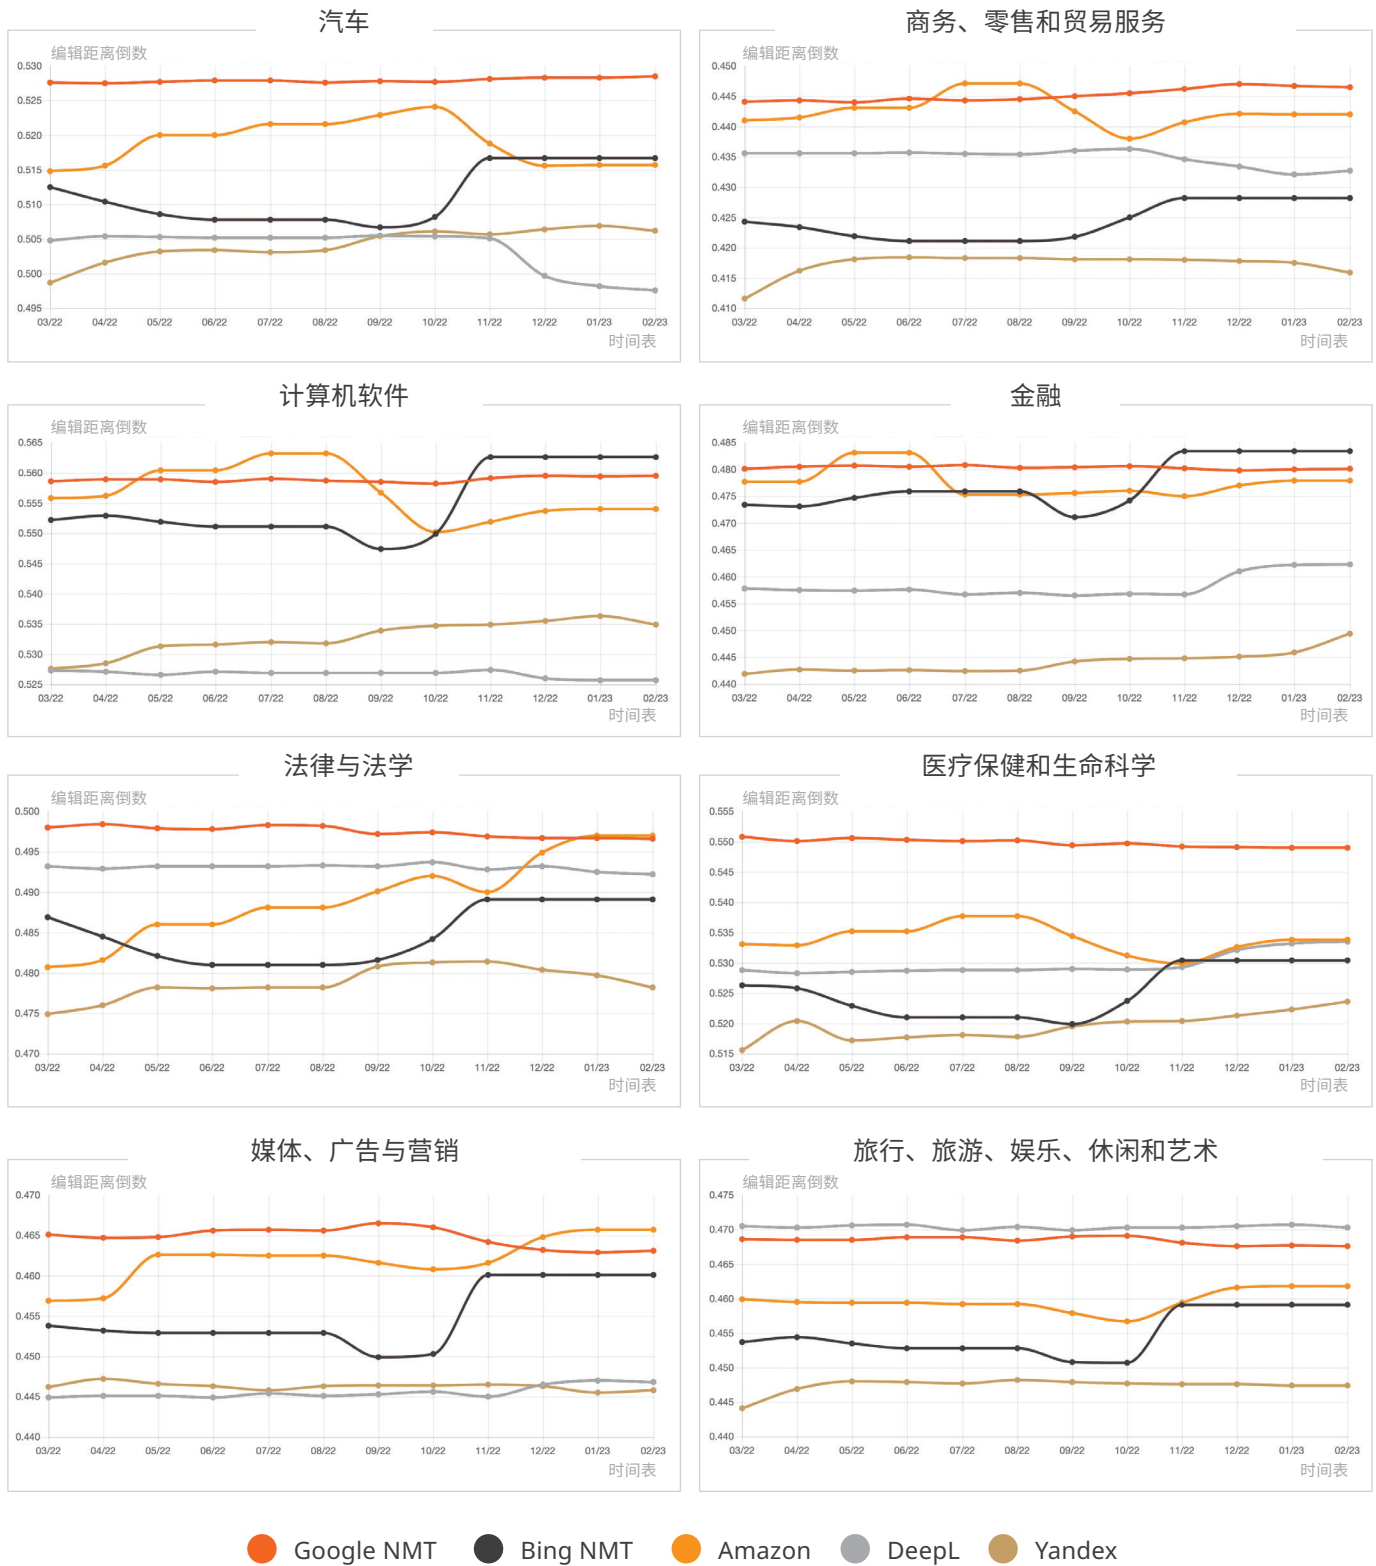 汽车
编辑距离倒数
0.530
0.525
0.520
0.515
0.510
0.505
0.500
0.495
03/22 04/22 05/22 06/22 07/22 08/22 09/22 10/22 11/22 12/22 01/23 02/23
时间表
商务、零售和贸易服务
编辑距离倒数
0.450
0.445
0.440
0.435
0.430
0.425
0.420
0.415
0.410
03/22 04/22 05/22 06/22 07/22 08/22 09/22 10/22 11/22 12/22 01/23 02/23
时间表
计算机软件
编辑距离倒数
0.565
0.560
0.555
0.550
0.545
0.540
0.535
0.530
0.525
03/22 04/22 05/22 06/22 07/22 08/22 09/22 10/22 11/22 12/22 01/23 02/23
时间表
金融
编辑距离倒数
0.485
0.480
0.475
0.470
0.465
0.460
0.455
0.450
0.445
0.440
03/22 04/22 05/22 06/22 07/22 08/22 09/22 10/22 11/22 12/22 01/23 02/23
时间表
法律与法学
编辑距离倒数
0.500
0.495
0.490
0.485
0.480
0.475
0.470
03/22 04/22 05/22 06/22 07/22 08/22 09/22 10/22 11/22 12/22 01/23 02/23
时间表
医疗保健和生命科学
编辑距离倒数
0.555
0.550
0.545
0.540
0.535
0.530
0.525
0.520
0.515
03/22 04/22 05/22 06/22 07/22 08/22 09/22 10/22 11/22 12/22 01/23 02/23
时间表
媒体、广告与营销
编辑距离倒数
0.470
0.465
0.460
0.455
0.450
0.445
0.440
03/22 04/22 05/22 06/22 07/22 08/22 09/22 10/22 11/22 12/22 01/23 02/23
时间表
旅行、旅游、娱乐、休闲和艺术
编辑距离倒数
0.475
0.470
0.465
0.460
0.455
0.450
0.445
0.440
03/22 04/22 05/22 06/22 07/22 08/22 09/22 10/22 11/22 12/22 01/23 02/23
时间表
Google NMT Bing NMT Amazon DeepL Yandex